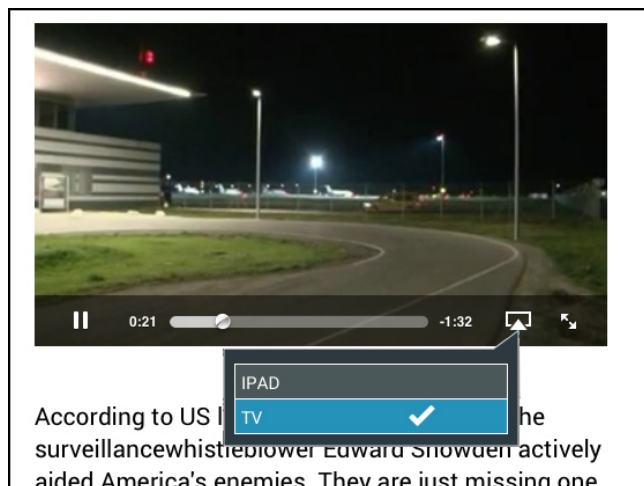 0:21
-1:32
IPAD
TV
According to US l he
surveillancewhistleblower Edward Snowden actively
aided America's enemies. They are just missing one